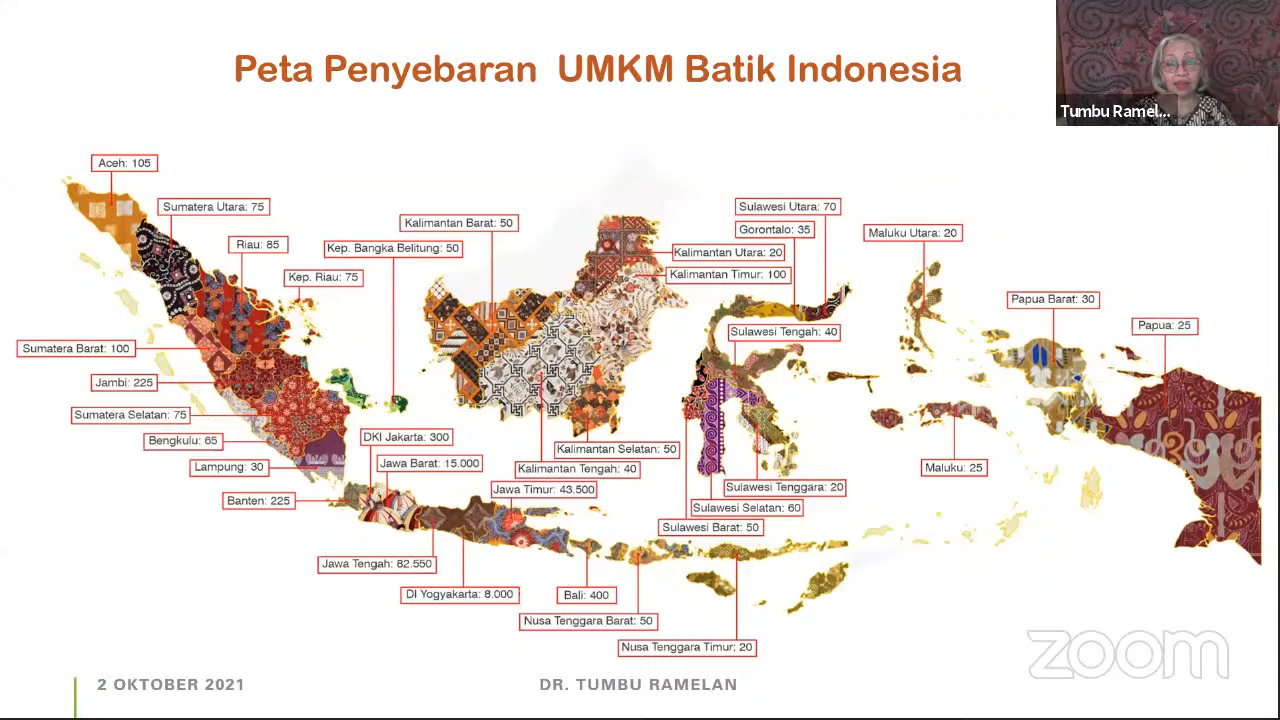 Peta Penyebaran UMKM Batik Indonesia
Tumbu Ramel...
Aceh: 105
Sumatera Utara: 75
Riau: 85
Kep. Riau: 75
Kep. Bangka Belitung: 50
Kalimantan Barat: 50
Kalimantan Utara: 20
Kalimantan Timur: 100
Sulawesi Utara: 70
Gorontalo: 35
Maluku Utara: 20
Papua Barat: 30
Papua: 25
Sulawesi Tengah: 40
Sumatera Barat: 100
Jambi: 225
Sumatera Selatan: 75
Bengkulu: 65
Lampung: 30
Banten: 225
DKI Jakarta: 300
Jawa Barat: 15.000
Jawa Timur: 43.500
Kalimantan Selatan: 50
Kalimantan Tengah: 40
Sulawesi Tenggara: 20
Sulawesi Selatan: 60
Sulawesi Barat: 50
Maluku: 25
Jawa Tengah: 82.550
DI Yogyakarta: 8.000
Bali: 400
Nusa Tenggara Barat: 50
Nusa Tenggara Timur: 20
zoom
2 OKTOBER 2021
DR. TUMBU RAMELAN